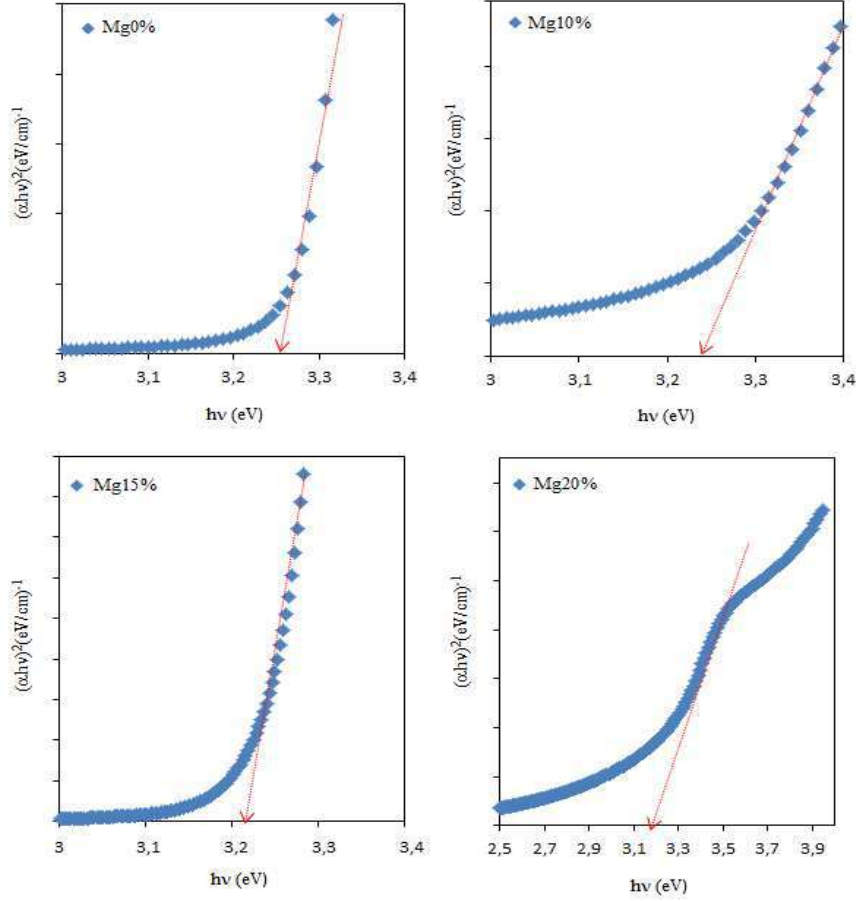 Mg0%
(αhν)²(eV/cm)⁻¹
3 3,1 3,2 3,3 3,4
hν (eV)
Mg10%
(αhν)²(eV/cm)⁻¹
3 3,1 3,2 3,3 3,4
hν (eV)
Mg15%
(αhν)²(eV/cm)⁻¹
3 3,1 3,2 3,3 3,4
hν (eV)
Mg20%
(αhν)²(eV/cm)⁻¹
2,5 2,7 2,9 3,1 3,3 3,5 3,7 3,9
hν (eV)